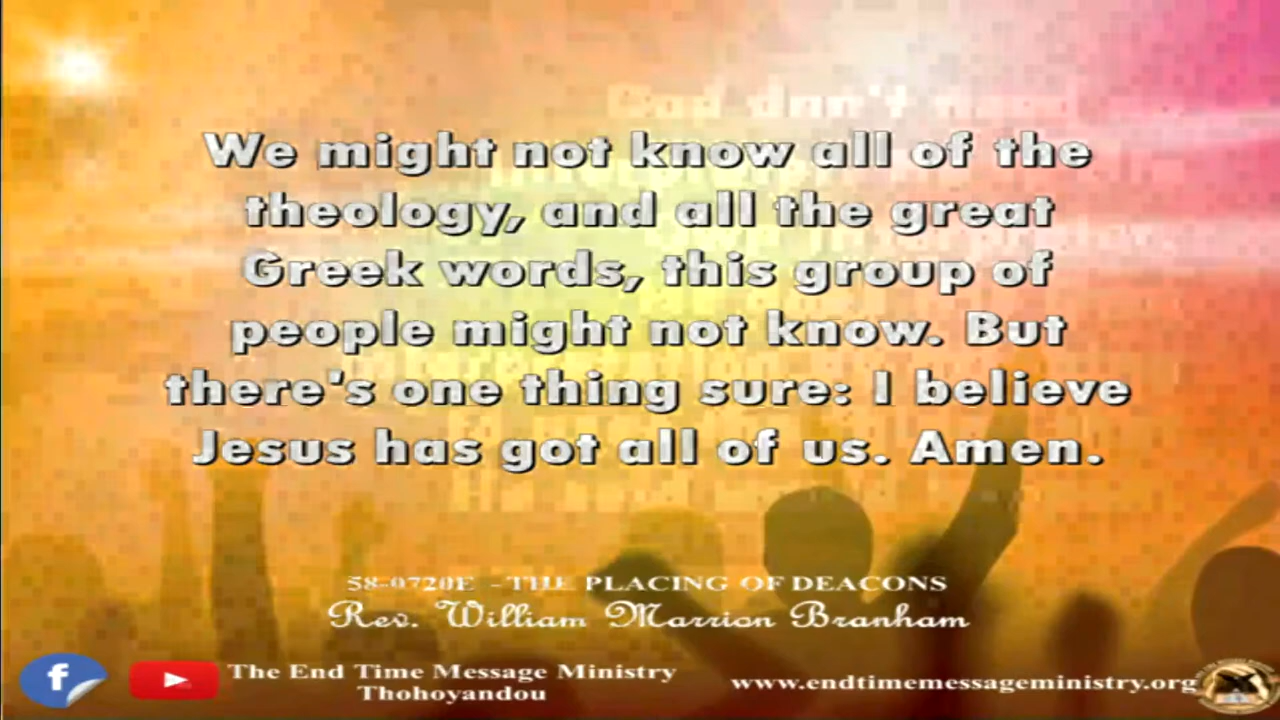 We might not know all of the
theology, and all the great
Greek words, this group of
people might not know. But
there's one thing sure: I believe
Jesus has got all of us. Amen.
58-0720E - THE PLACING OF DEACONS
Rev. William Marrion Branham
The End Time Message Ministry
Thohoyandou
www.endtimemessageministry.org